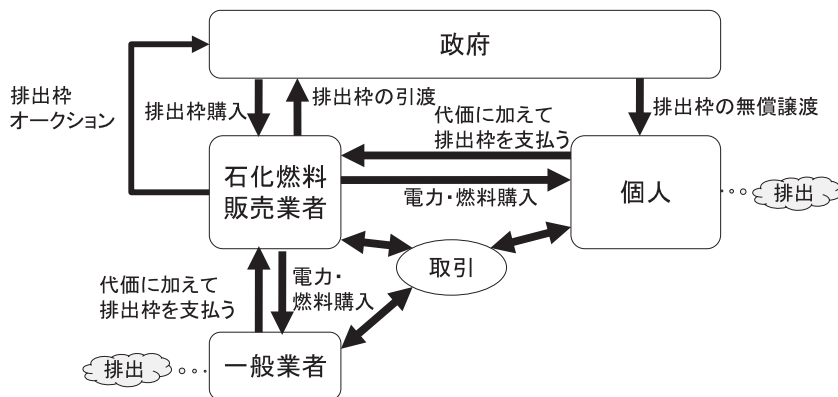 政府
排出枠
オークション
排出枠購入
排出枠の引渡
排出枠の無償譲渡
代価に加えて
排出枠を支払う
石化燃料
販売業者
電力・燃料購入
個人
排出
取引
代価に加えて
排出枠を支払う
電力・
燃料購入
一般業者
排出